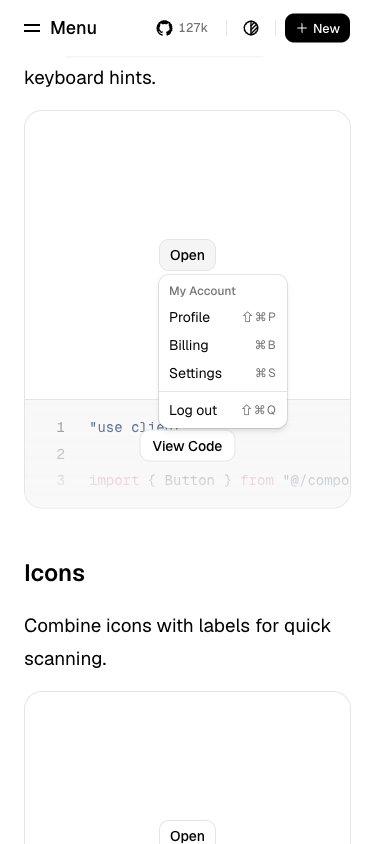 Menu
127k
New
keyboard hints.
Open
My Account
Profile ⇧⌘P
Billing ⌘B
Settings ⌘S
Log out ⇧⌘Q
1 "use client"
2
View Code
3 import { Button } from "@/compo
Icons
Combine icons with labels for quick
scanning.
Open